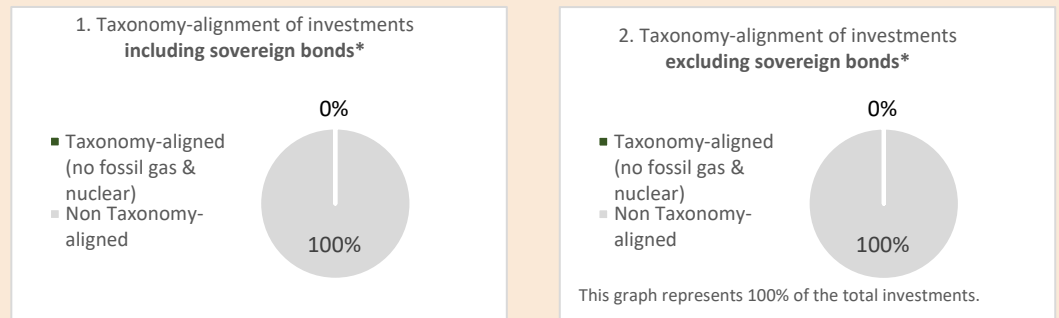 1. Taxonomy-alignment of investments
including sovereign bonds*
0%
Taxonomy-aligned
(no fossil gas &
nuclear)
Non Taxonomy-
aligned
100%
2. Taxonomy-alignment of investments
excluding sovereign bonds*
0%
Taxonomy-aligned
(no fossil gas &
nuclear)
Non Taxonomy-
aligned
100%
This graph represents 100% of the total investments.